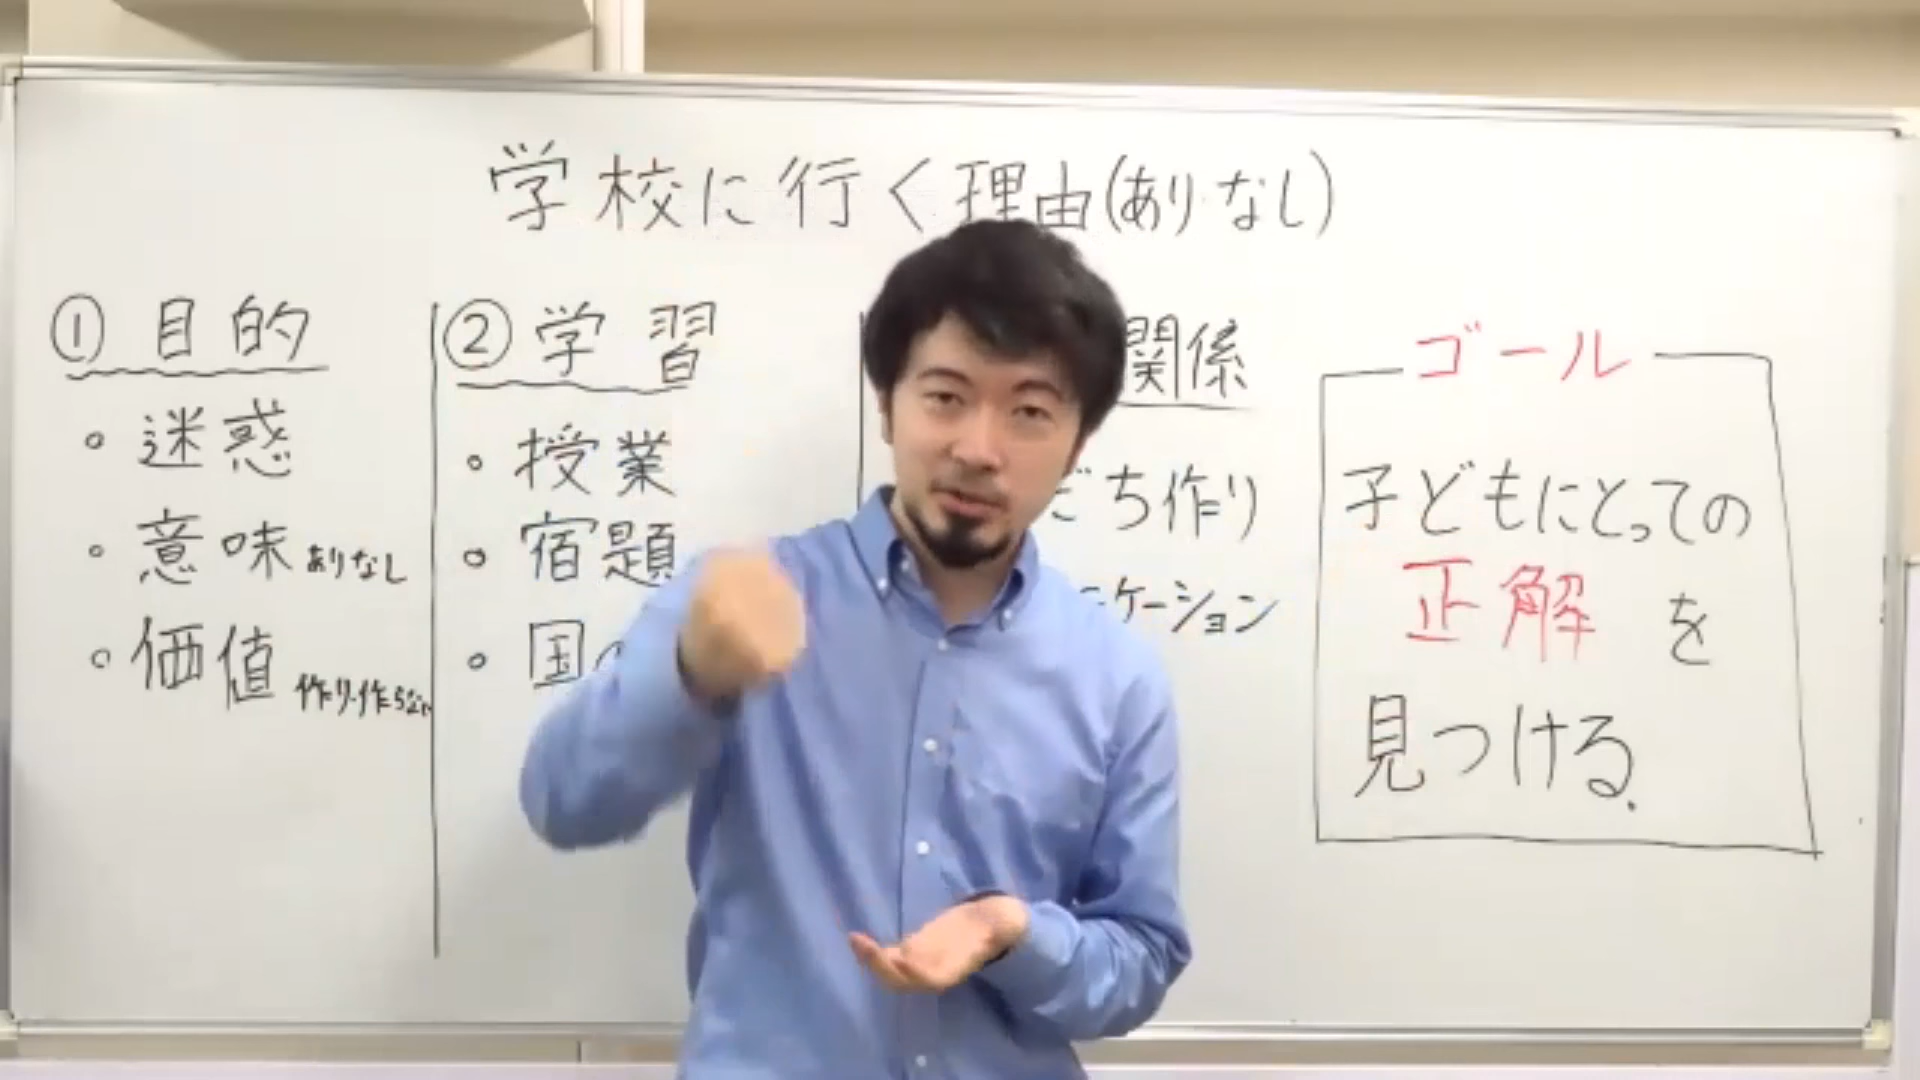 学校に行く理由(あり・なし)
① 目的
・迷惑
・意味 ありなし
・価値 作り・作らない
② 学習
・授業
・宿題
・国
関係
だち作り
ニケーション
ゴール
子どもにとっての
正解を
見つける.